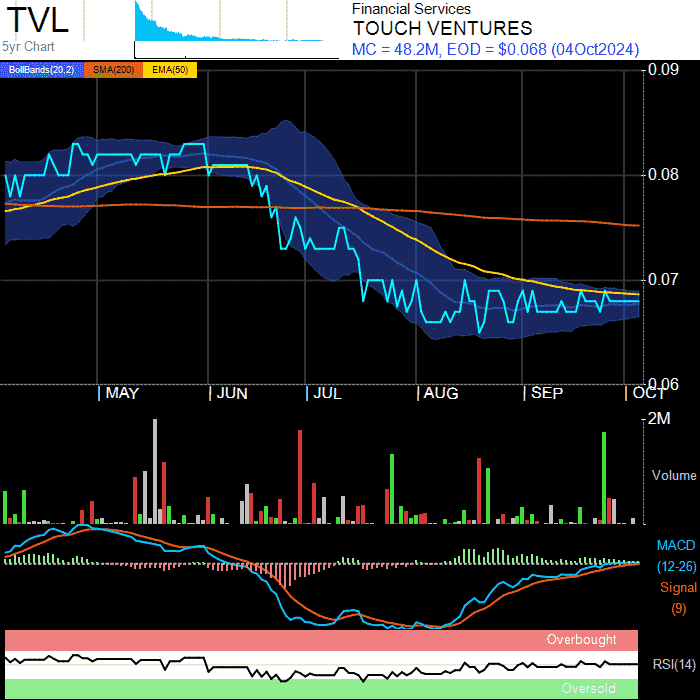 TVL
5yr Chart
Financial Services
TOUCH VENTURES
MC = 48.2M, EOD = $0.068 (04Oct2024)
BollBands(20,2) SMA(200) EMA(50)
0.09
0.08
0.07
0.06
MAY JUN JUL AUG SEP OCT
2M
Volume
MACD
(12-26)
Signal
(9)
Overbought
RSI(14)
Oversold